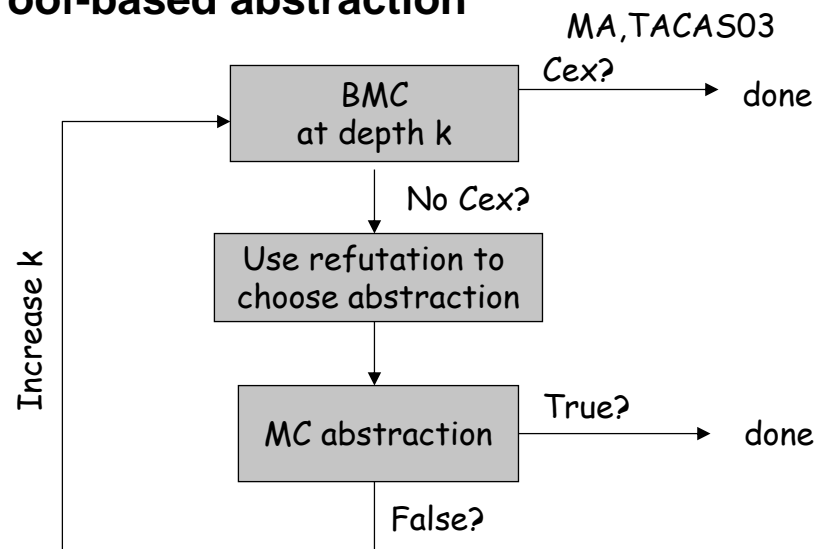 oof-based abstraction
MA,TACAS03
Cex?
BMC
at depth k
done
No Cex?
Use refutation to
choose abstraction
Increase k
True?
MC abstraction
done
False?